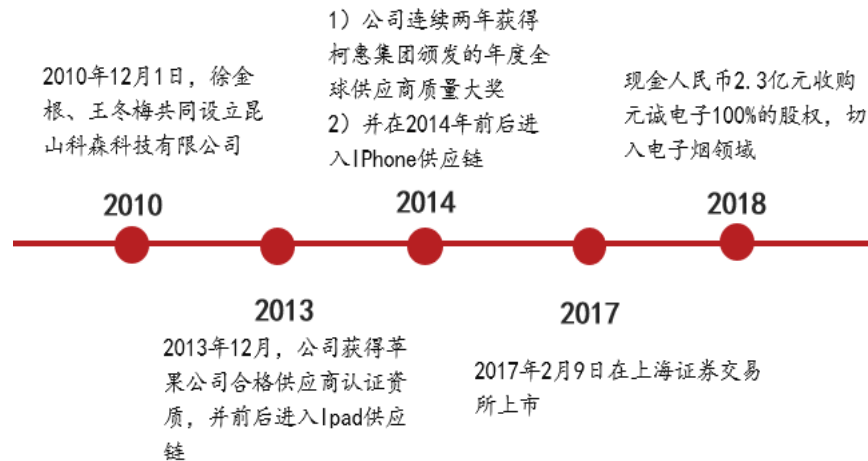 2010年12月1日，徐金
根、王冬梅共同设立昆
山科森科技有限公司
2010
2013
2013年12月，公司获得苹
果公司合格供应商认证资
质，并前后进入Ipad供应
链
1）公司连续两年获得
柯惠集团颁发的年度全
球供应商质量大奖
2）并在2014年前后进
入IPhone供应链
2014
2017
2017年2月9日在上海证券交易
所上市
现金人民币2.3亿元收购
元诚电子100%的股权，切
入电子烟领域
2018